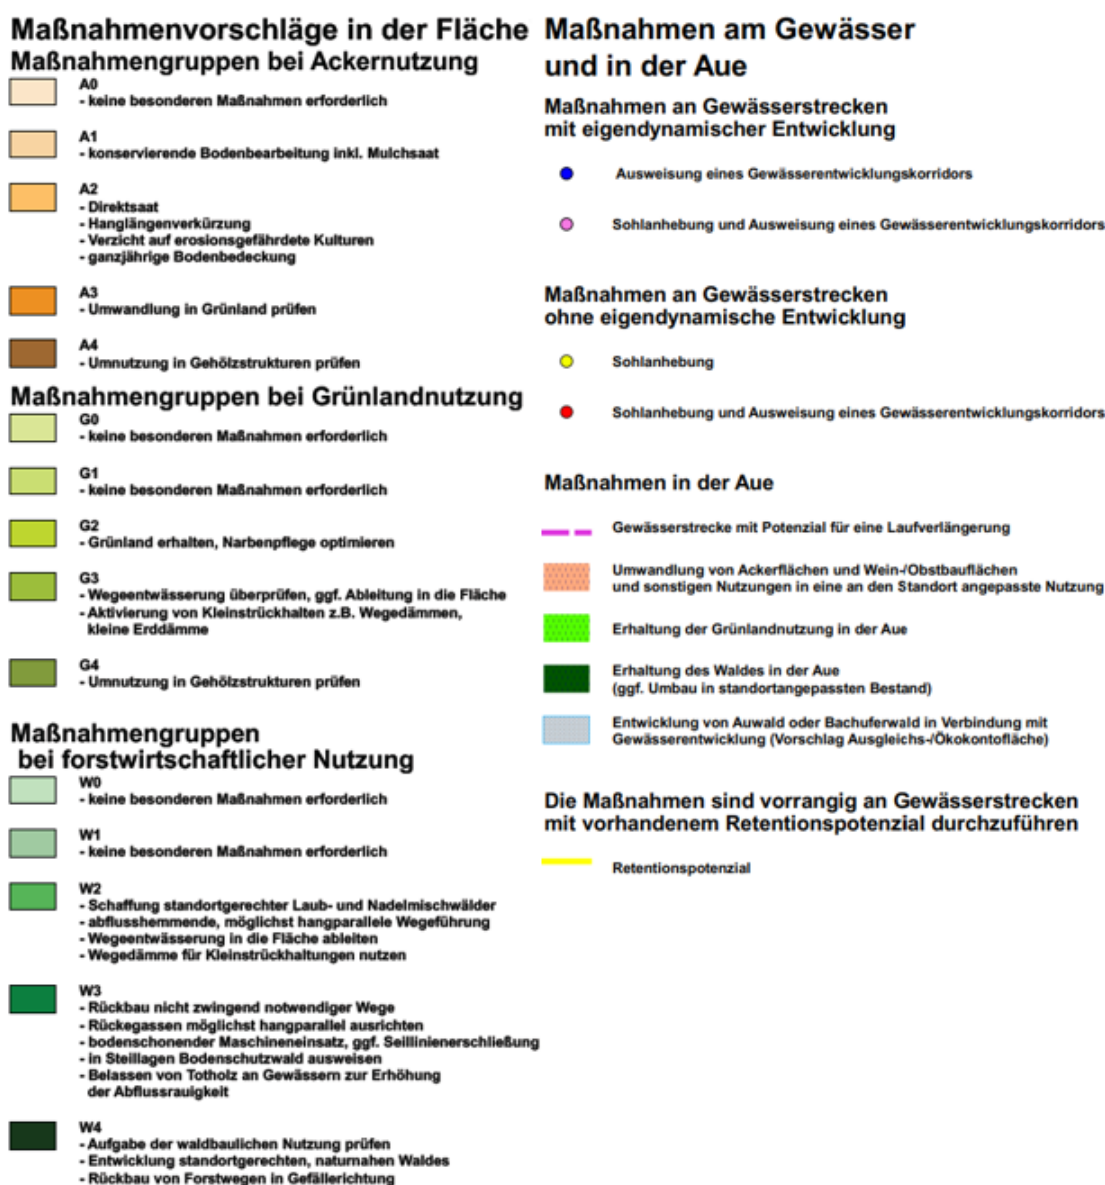 Maßnahmenvorschläge in der Fläche
Maßnahmengruppen bei Ackernutzung
A0
- keine besonderen Maßnahmen erforderlich
A1
- konservierende Bodenbearbeitung inkl. Mulchsaat
A2
- Direktsaat
- Hanglängenverkürzung
- Verzicht auf erosionsgefährdete Kulturen
- ganzjährige Bodenbedeckung
A3
- Umwandlung in Grünland prüfen
A4
- Umnutzung in Gehölzstrukturen prüfen
Maßnahmengruppen bei Grünlandnutzung
G0
- keine besonderen Maßnahmen erforderlich
G1
- keine besonderen Maßnahmen erforderlich
G2
- Grünland erhalten, Narbenpflege optimieren
G3
- Wegeentwässerung überprüfen, ggf. Ableitung in die Fläche
- Aktivierung von Kleinstrückhalten z.B. Wegedämmen,
kleine Erddämme
G4
- Umnutzung in Gehölzstrukturen prüfen
Maßnahmengruppen
bei forstwirtschaftlicher Nutzung
W0
- keine besonderen Maßnahmen erforderlich
W1
- keine besonderen Maßnahmen erforderlich
W2
- Schaffung standortgerechter Laub- und Nadelmischwälder
- abflusshemmende, möglichst hangparallele Wegeführung
- Wegeentwässerung in die Fläche ableiten
- Wegedämme für Kleinstrückhaltungen nutzen
W3
- Rückbau nicht zwingend notwendiger Wege
- Rückegassen möglichst hangparallel ausrichten
- bodenschonender Maschineneinsatz, ggf. Seillinienerschließung
- in Steillagen Bodenschutzwald ausweisen
- Belassen von Totholz an Gewässern zur Erhöhung
der Abflussrauigkeit
W4
- Aufgabe der waldbaulichen Nutzung prüfen
- Entwicklung standortgerechten, naturnahen Waldes
- Rückbau von Forstwegen in Gefällerichtung
Maßnahmen am Gewässer
und in der Aue
Maßnahmen an Gewässerstrecken
mit eigendynamischer Entwicklung
Ausweisung eines Gewässerentwicklungskorridors
Sohlanhebung und Ausweisung eines Gewässerentwicklungskorridors
Maßnahmen an Gewässerstrecken
ohne eigendynamische Entwicklung
Sohlanhebung
Sohlanhebung und Ausweisung eines Gewässerentwicklungskorridors
Maßnahmen in der Aue
Gewässerstrecke mit Potenzial für eine Laufverlängerung
Umwandlung von Ackerflächen und Wein-/Obstbauflächen
und sonstigen Nutzungen in eine an den Standort angepasste Nutzung
Erhaltung der Grünlandnutzung in der Aue
Erhaltung des Waldes in der Aue
(ggf. Umbau in standortangepassten Bestand)
Entwicklung von Auwald oder Bachuferwald in Verbindung mit
Gewässerentwicklung (Vorschlag Ausgleichs-/Ökokontofläche)
Die Maßnahmen sind vorrangig an Gewässerstrecken
mit vorhandenem Retentionspotenzial durchzuführen
Retentionspotenzial